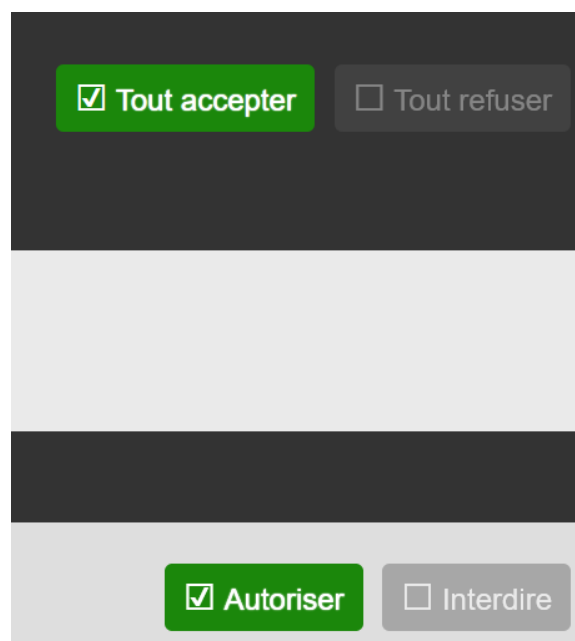 ☑ Tout accepter ☐ Tout refuser
☑ Autoriser ☐ Interdire